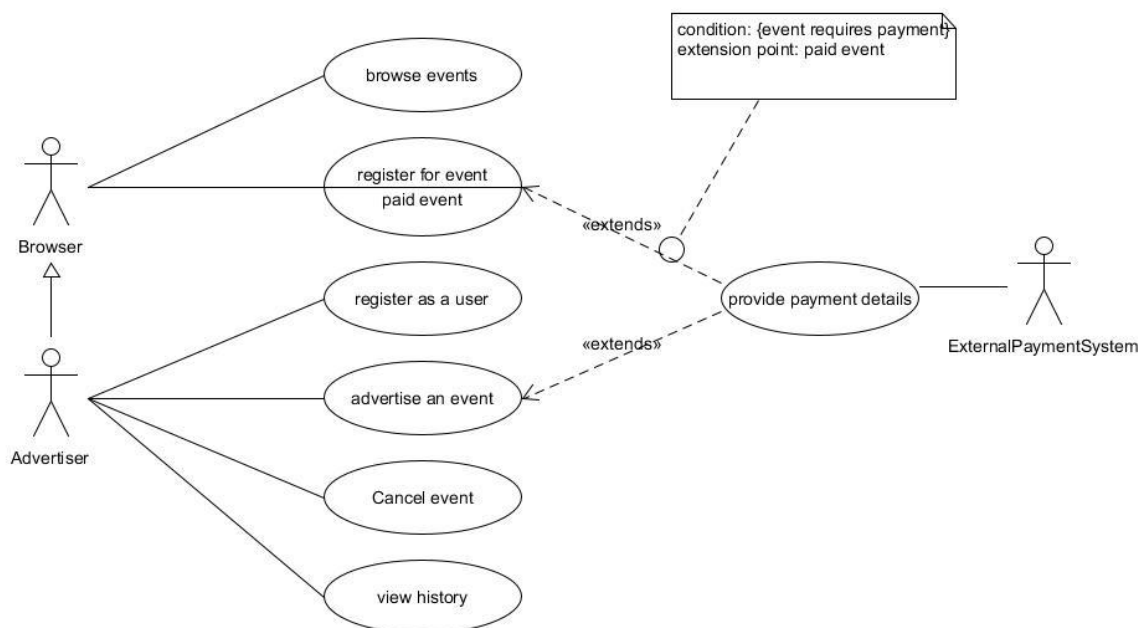 condition: {event requires payment}
extension point: paid event
browse events
register for event
paid event
«extends»
Browser
register as a user
provide payment details
«extends»
ExternalPaymentSystem
advertise an event
Advertiser
Cancel event
view history